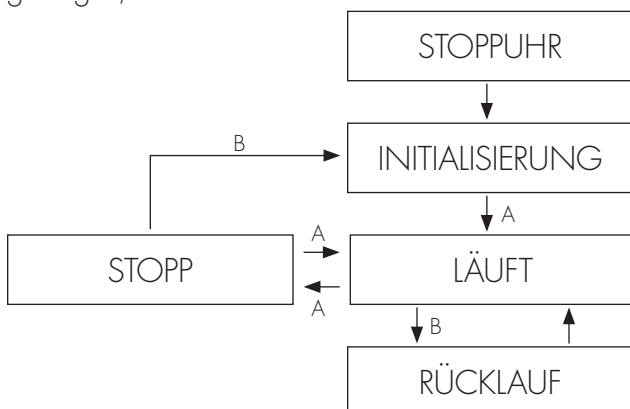 STOPPUHR
B
INITIALISIERUNG
A
STOPP
A
A
LÄUFT
B
RÜCKLAUF